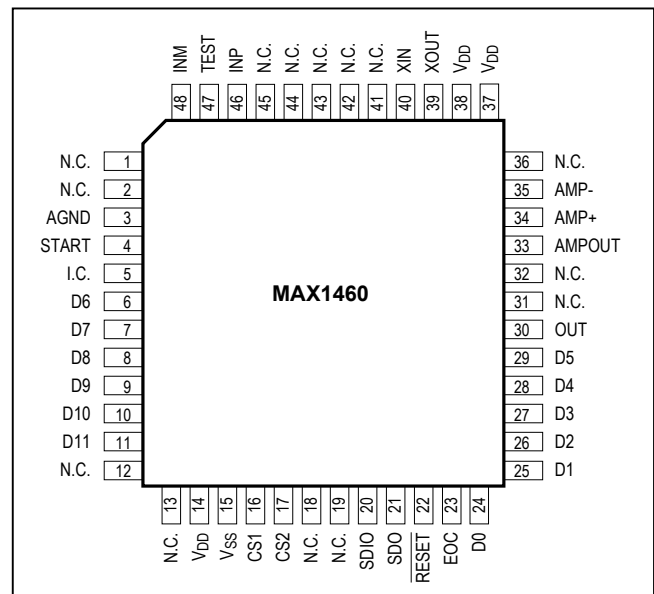 INM TEST INP N.C. N.C. N.C. N.C. N.C. XIN XOUT VDD VDD
48 47 46 45 44 43 42 41 40 39 38 37
N.C. 1
N.C. 2
AGND 3
START 4
I.C. 5
D6 6
D7 7
D8 8
D9 9
D10 10
D11 11
N.C. 12
MAX1460
36 N.C.
35 AMP-
34 AMP+
33 AMPOUT
32 N.C.
31 N.C.
30 OUT
29 D5
28 D4
27 D3
26 D2
25 D1
13 14 15 16 17 18 19 20 21 22 23 24
N.C. VDD VSS CS1 CS2 N.C. N.C. SDIO SDO RESET EOC D0